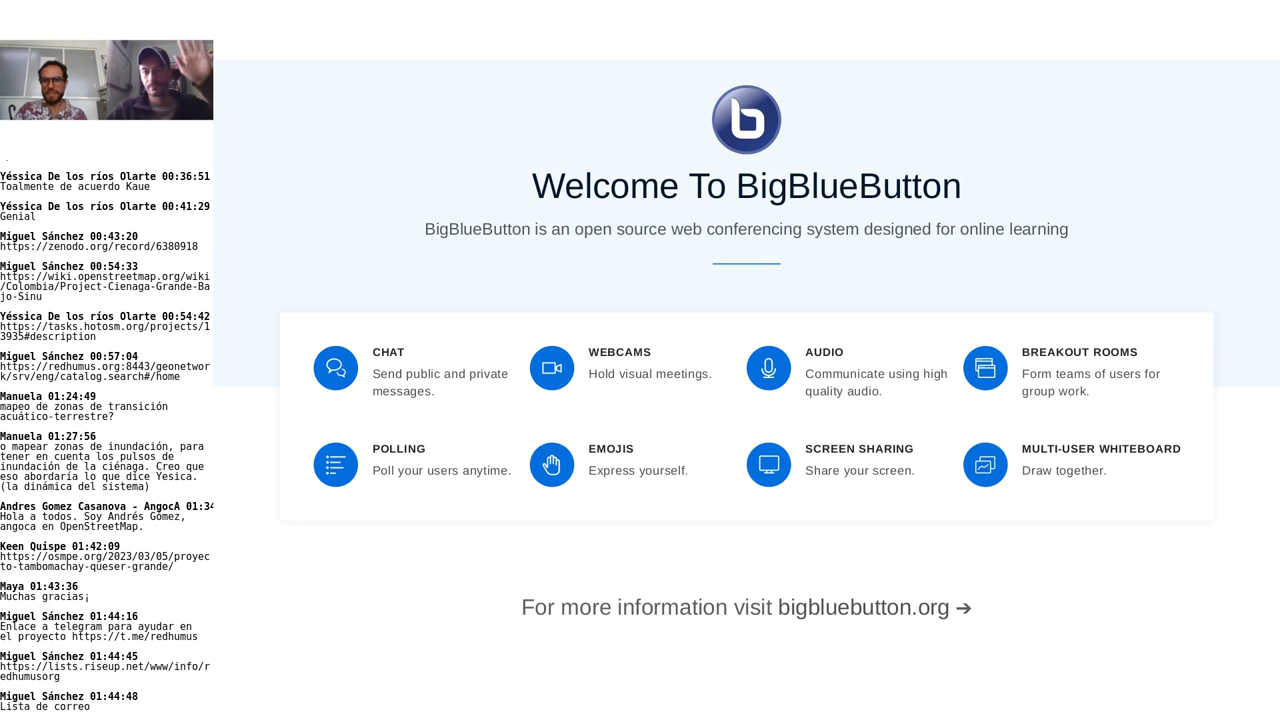 Yéssica De los ríos Olarte 00:36:51
Toalmente de acuerdo Kaue
Yéssica De los ríos Olarte 00:41:29
Genial
Miguel Sánchez 00:43:20
https://zenodo.org/record/6380918
Miguel Sánchez 00:54:33
https://wiki.openstreetmap.org/wiki
/Colombia/Project-Cienaga-Grande-Ba
jo-Sinu
Yéssica De los ríos Olarte 00:54:42
https://tasks.hotosm.org/projects/1
3935#description
Miguel Sánchez 00:57:04
https://redhumus.org:8443/geonetwor
k/srv/eng/catalog.search#/home
Manuela 01:24:49
mapeo de zonas de transición
acuático-terrestre?
Manuela 01:27:56
o mapear zonas de inundación, para
tener en cuenta los pulsos de
inundación de la ciénaga. Creo que
eso abordaría lo que dice Yesica.
(la dinámica del sistema)
Andres Gomez Casanova - AngocA 01:34
Hola a todos. Soy Andrés Gómez,
angoca en OpenStreetMap.
Keen Quispe 01:42:09
https://osmpe.org/2023/03/05/proyec
to-tambomachay-queser-grande/
Maya 01:43:36
Muchas gracias¡
Miguel Sánchez 01:44:16
Enlace a telegram para ayudar en
el proyecto https://t.me/redhumus
Miguel Sánchez 01:44:45
https://lists.riseup.net/www/info/r
edhumusorg
Miguel Sánchez 01:44:48
Lista de correo
Welcome To BigBlueButton
BigBlueButton is an open source web conferencing system designed for online learning
CHAT
Send public and private
messages.
WEBCAMS
Hold visual meetings.
AUDIO
Communicate using high
quality audio.
BREAKOUT ROOMS
Form teams of users for
group work.
POLLING
Poll your users anytime.
EMOJIS
Express yourself.
SCREEN SHARING
Share your screen.
MULTI-USER WHITEBOARD
Draw together.
For more information visit bigbluebutton.org ➔